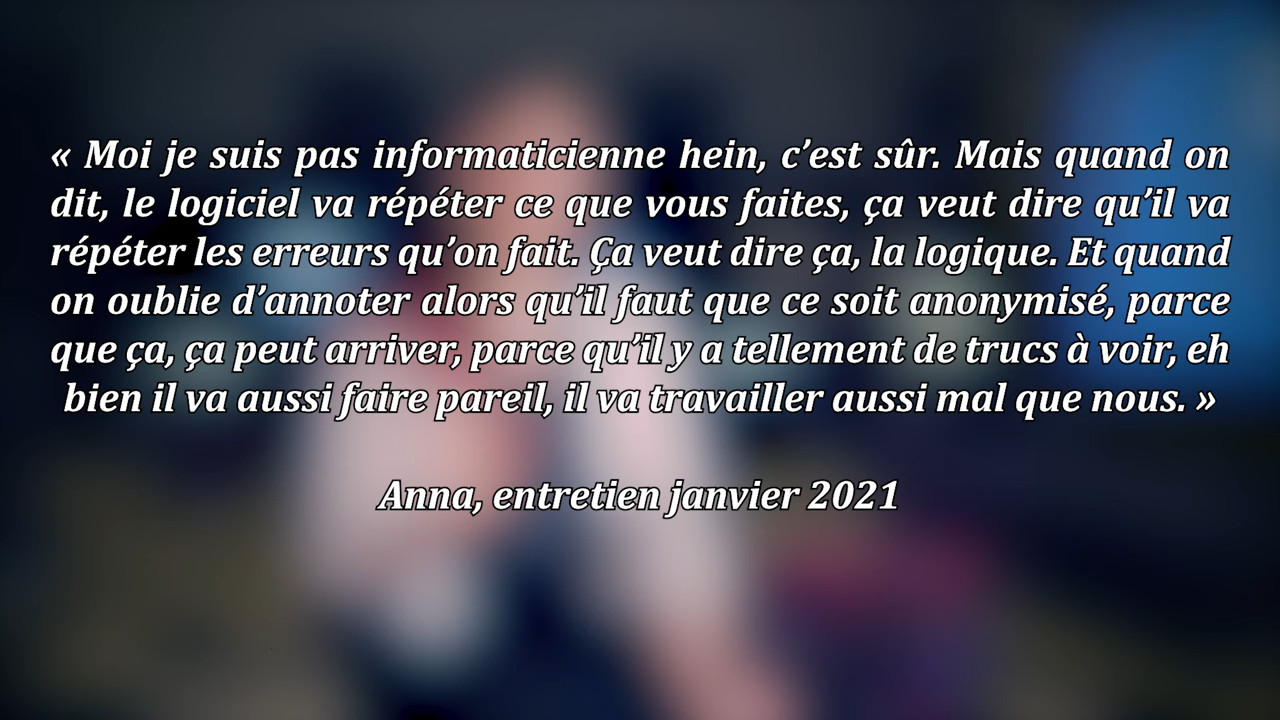 « Moi je suis pas informaticienne hein, c’est sûr. Mais quand on
dit, le logiciel va répéter ce que vous faites, ça veut dire qu’il va
répéter les erreurs qu’on fait. Ça veut dire ça, la logique. Et quand
on oublie d’annoter alors qu’il faut que ce soit anonymisé, parce
que ça, ça peut arriver, parce qu’il y a tellement de trucs à voir, eh
bien il va aussi faire pareil, il va travailler aussi mal que nous. »
Anna, entretien janvier 2021